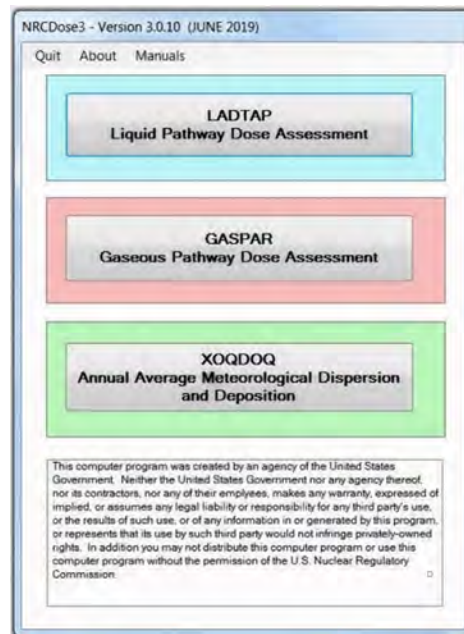 NRCDose3 - Version 3.0.10 (JUNE 2019)
Quit About Manuals
LADTAP
Liquid Pathway Dose Assessment
GASPAR
Gaseous Pathway Dose Assessment
XOQDOQ
Annual Average Meteorological Dispersion
and Deposition
This computer program was created by an agency of the United States
Government. Neither the United States Government nor any agency thereof,
nor its contractors, nor any of their emplyees, makes any warranty, expressed of
implied, or assumes any legal liability or responsibility for any third party's use,
or the results of such use, or of any information in or generated by this program,
or represents that its use by such third party would not infringe privately-owned
rights. In addition you may not distribute this computer program or use this
computer program without the permission of the U.S. Nuclear Regulatory
Commission